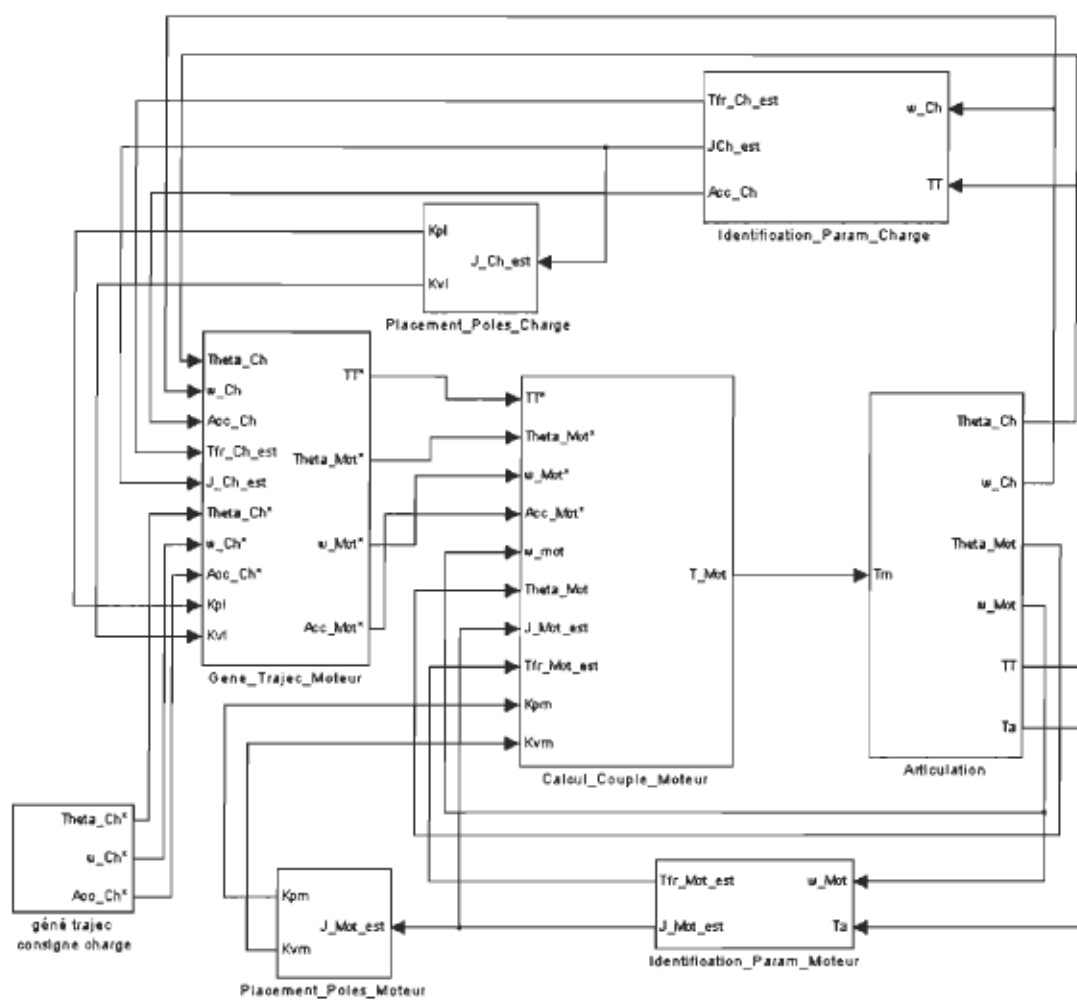 Tfr_Ch_est
w_Ch
JCh_est
TT
Acc_Ch
Identification_Param_Charge
Kpl
J_Ch_est
Kvl
Placement_Poles_Charge
Theta_Ch
w_Ch
Acc_Ch
Tfr_Ch_est
J_Ch_est
Theta_Ch*
w_Ch*
Acc_Ch*
Kpl
Kvl
TT*
Theta_Mot*
w_Mot*
Acc_Mot*
Gene_Trajec_Moteur
TT*
Theta_Mot*
w_Mot*
Acc_Mot*
w_mot
Theta_Mot
J_Mot_est
Tfr_Mot_est
Kpm
Kvm
T_Mot
Calcul_Couple_Moteur
Tm
Theta_Ch
w_Ch
Theta_Mot
w_Mot
TT
Ta
Articulation
Theta_Ch*
w_Ch*
Acc_Ch*
géné trajec
consigne charge
Kpm
J_Mot_est
Kvm
Placement_Poles_Moteur
Tfr_Mot_est
w_Mot
J_Mot_est
Ta
Identification_Param_Moteur